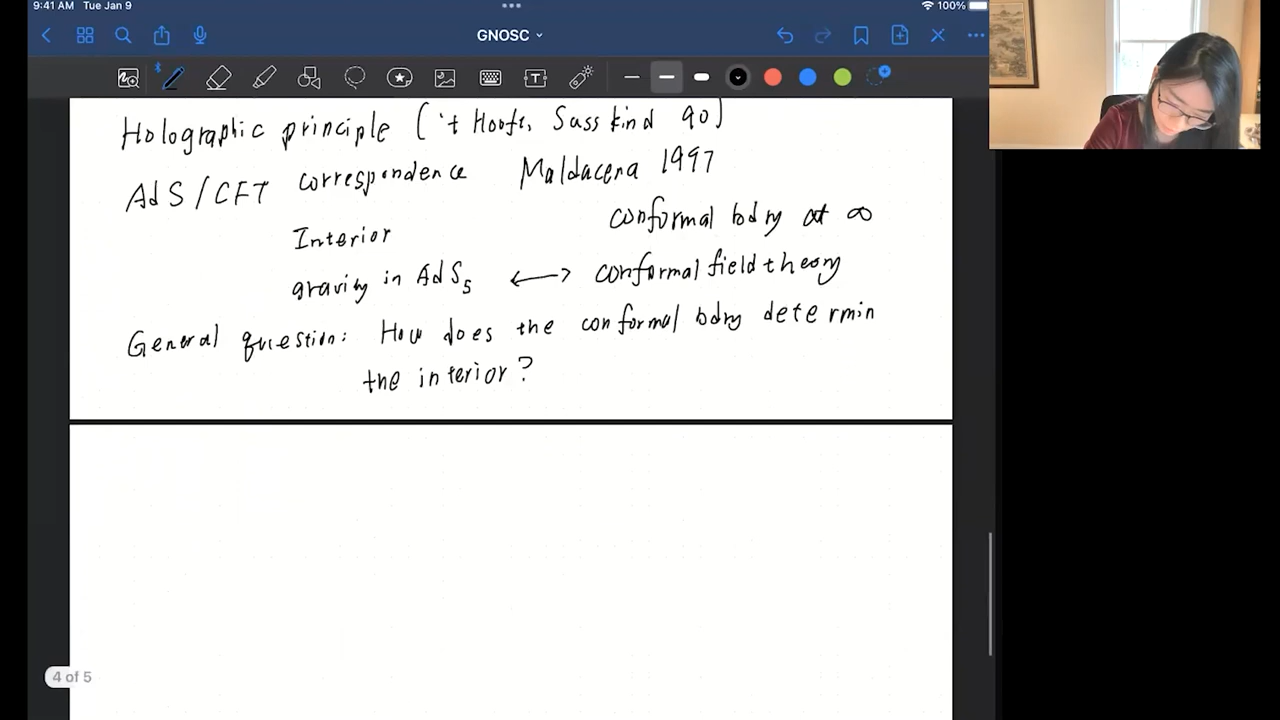 9:41 AM Tue Jan 9
100%
GNOSC
Holographic principle ('t Hooft, Susskind 90)
AdS/CFT correspondence Maldacena 1997
Interior conformal bdry at ∞
gravity in AdS5 ⟷ conformal field theory
General question: How does the conformal bdry determin
the interior?
4 of 5